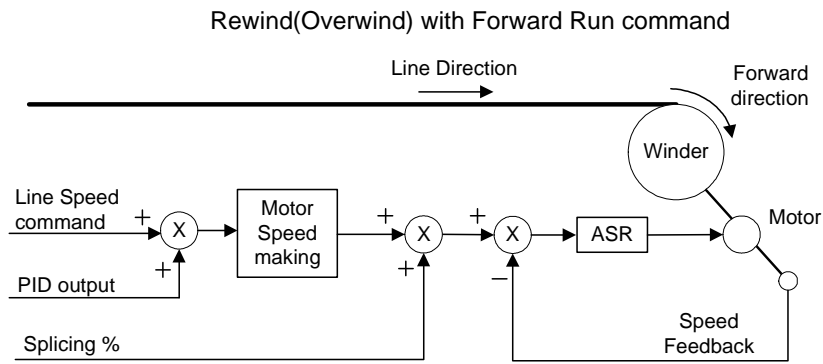 Rewind(Overwind) with Forward Run command
Line Direction
Forward
direction
Winder
Line Speed
command
+
X
+
Motor
Speed
making
+
X
+
+
X
−
ASR
Motor
PID output
Splicing %
Speed
Feedback